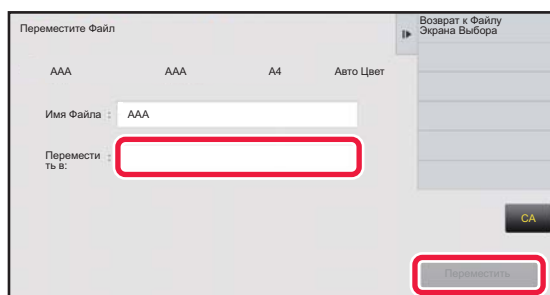 Переместите Файл
Возврат к Файлу
Экрана Выбора
AAA AAA A4 Авто Цвет
Имя Файла : AAA
Перемести :
ть в:
CA
Переместить